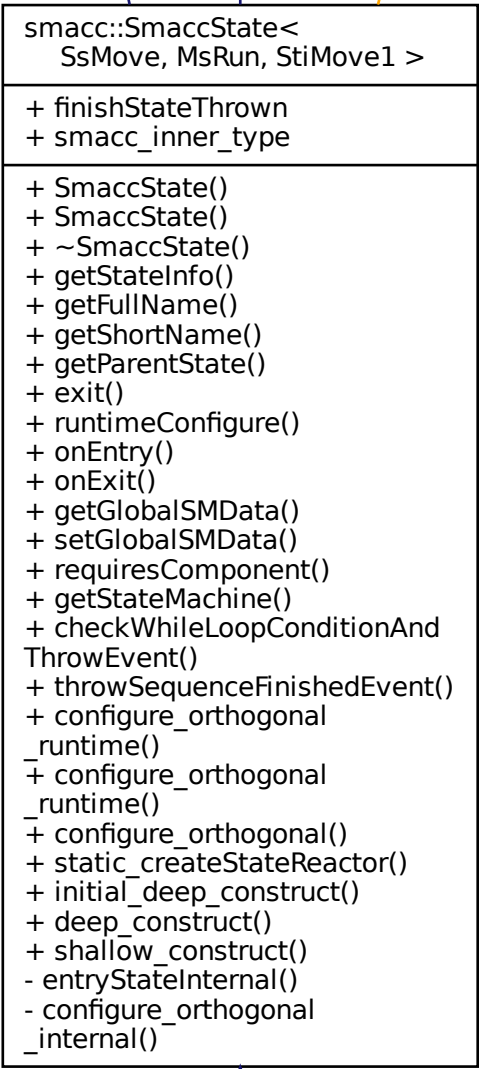 smacc::SmaccState<
SsMove, MsRun, StiMove1 >
+ finishStateThrown
+ smacc_inner_type
+ SmaccState()
+ SmaccState()
+ ~SmaccState()
+ getStateInfo()
+ getFullName()
+ getShortName()
+ getParentState()
+ exit()
+ runtimeConfigure()
+ onEntry()
+ onExit()
+ getGlobalSMData()
+ setGlobalSMData()
+ requiresComponent()
+ getStateMachine()
+ checkWhileLoopConditionAnd
ThrowEvent()
+ throwSequenceFinishedEvent()
+ configure_orthogonal
_runtime()
+ configure_orthogonal
_runtime()
+ configure_orthogonal()
+ static_createStateReactor()
+ initial_deep_construct()
+ deep_construct()
+ shallow_construct()
- entryStateInternal()
- configure_orthogonal
_internal()